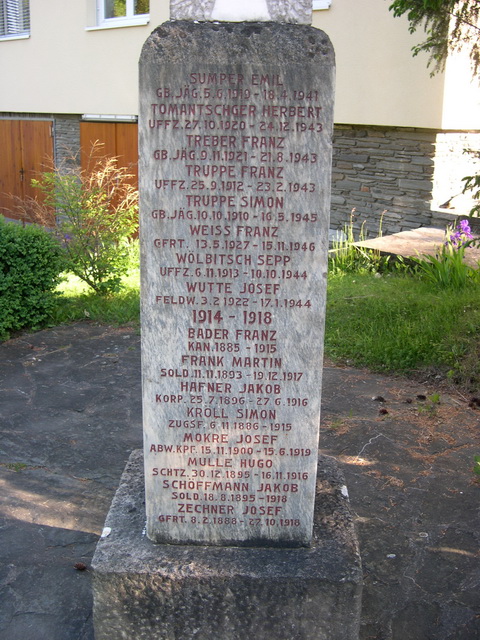 SUMPER EMIL
GB.JÄG.5.6.1919 - 18.4.1941
TOMANTSCHGER HERBERT
UFFZ.27.10.1920 - 24.12.1943
TREBER FRANZ
GB.JÄG.9.11.1921 - 21.8.1943
TRUPPE FRANZ
UFFZ.25.9.1912 - 23.2.1943
TRUPPE SIMON
GB.JÄG.10.10.1910 - 10.5.1945
WEISS FRANZ
GFRT. 13.5.1927 - 15.11.1946
WÖLBITSCH SEPP
UFFZ.6.11.1913 - 10.10.1944
WUTTE JOSEF
FELDW.3.2.1922 - 17.1.1944
1914 - 1918
BADER FRANZ
KAN.1885 - 1915
FRANK MARTIN
SOLD.11.11.1893 - 19.12.1917
HAFNER JAKOB
KORP. 25.7.1896 - 27.6.1916
KRÖLL SIMON
ZUGSF. 6.11.1886 - 1915
MOKRE JOSEF
ABW.KPF. 15.11.1900 - 15.6.1919
MULLE HUGO
SCHTZ. 30.12.1895 - 16.11.1916
SCHÖFFMANN JAKOB
SOLD. 18.8.1895 - 1918
ZECHNER JOSEF
GFRT. 8.2.1888 - 27.10.1918